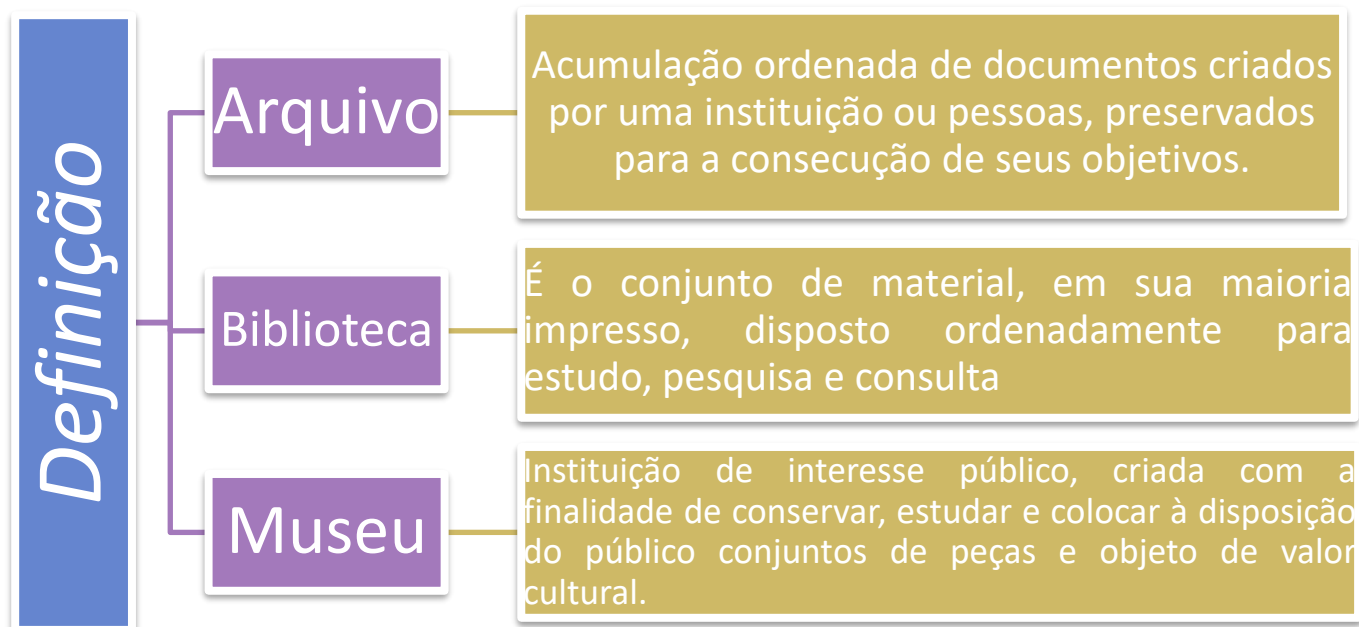 Definição
Arquivo
Acumulação ordenada de documentos criados
por uma instituição ou pessoas, preservados
para a consecução de seus objetivos.
Biblioteca
É o conjunto de material, em sua maioria
impresso, disposto ordenadamente para
estudo, pesquisa e consulta
Museu
Instituição de interesse público, criada com a
finalidade de conservar, estudar e colocar à disposição
do público conjuntos de peças e objeto de valor
cultural.